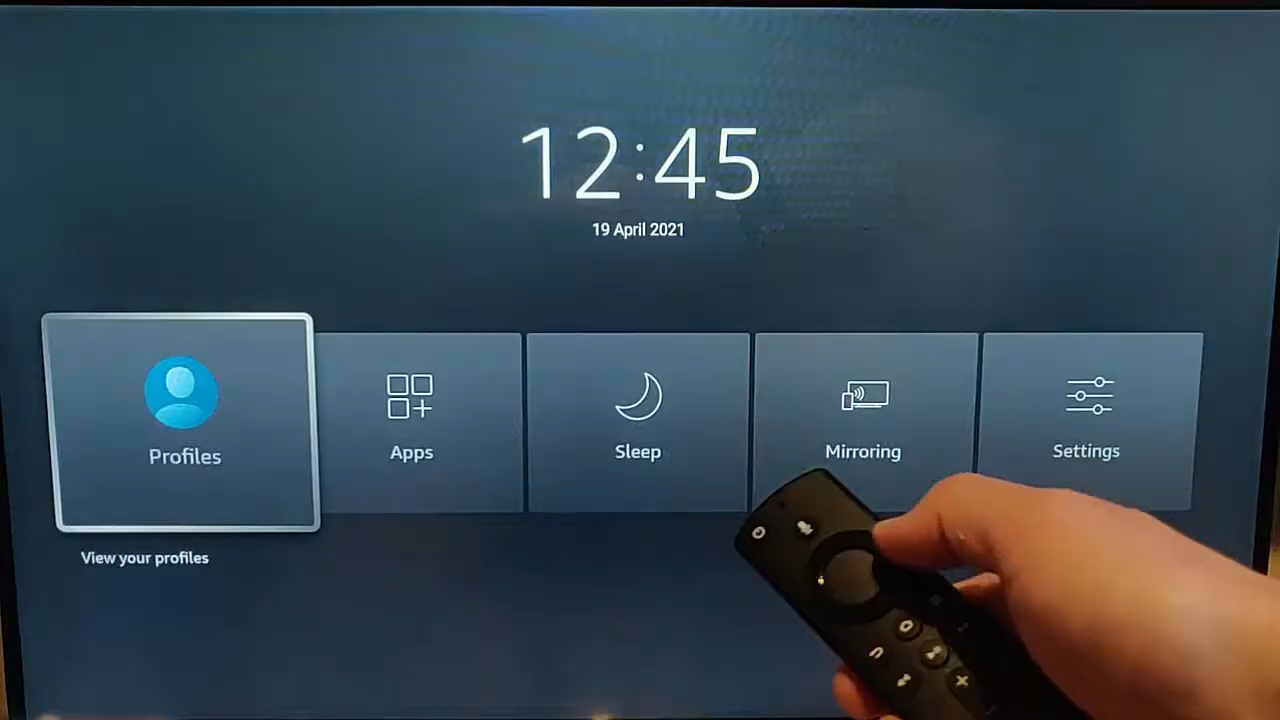 12:45
19 April 2021
Profiles
Apps
Sleep
Mirroring
Settings
View your profiles